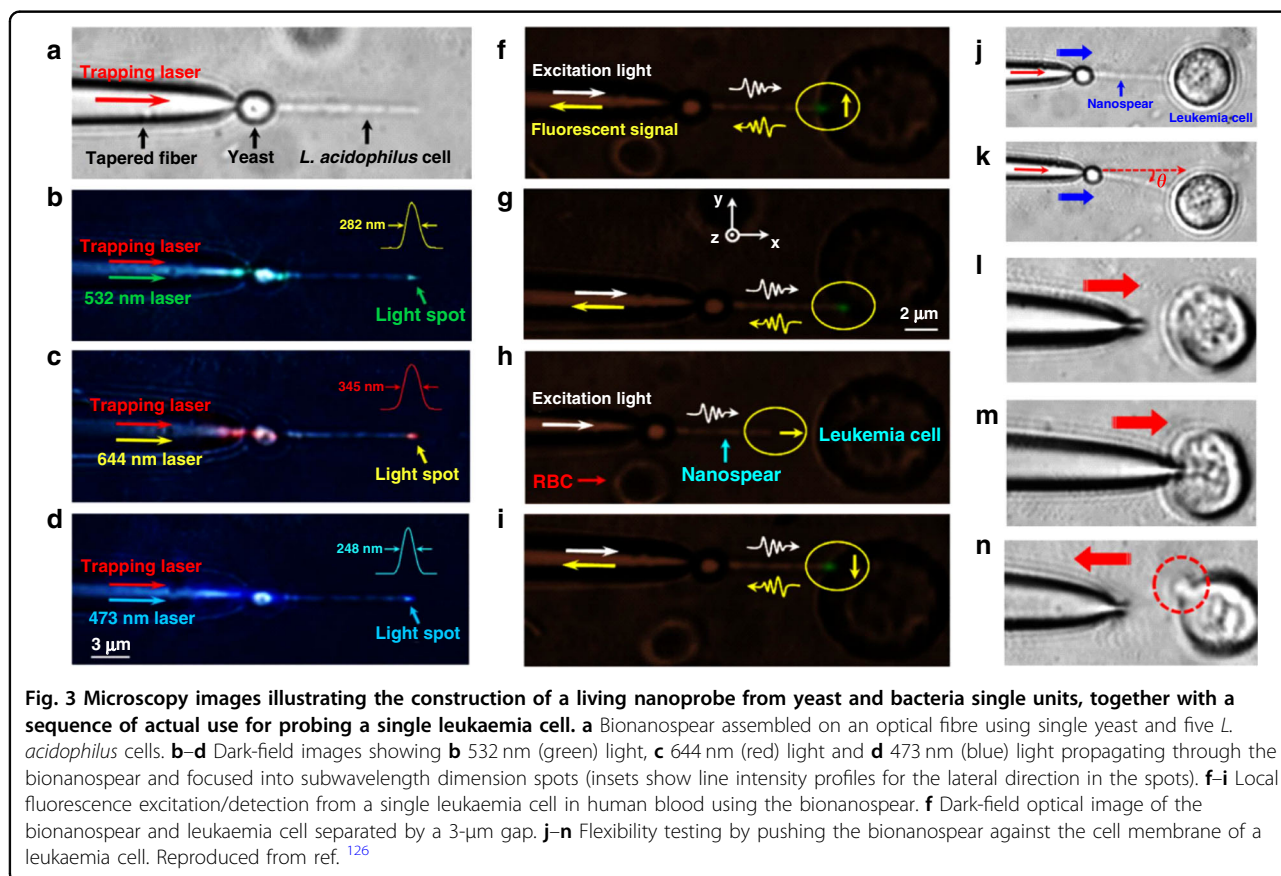 a
Trapping laser
Tapered fiber
Yeast
L. acidophilus cell
b
282 nm
Trapping laser
532 nm laser
Light spot
c
345 nm
Trapping laser
644 nm laser
Light spot
d
248 nm
Trapping laser
473 nm laser
Light spot
3 μm
f
Excitation light
Fluorescent signal
g
y
z
x
2 μm
h
Excitation light
Leukemia cell
Nanospear
RBC
i
j
Nanospear
Leukemia cell
k
θ
l
m
n
Fig. 3 Microscopy images illustrating the construction of a living nanoprobe from yeast and bacteria single units, together with a
sequence of actual use for probing a single leukaemia cell. a Bionanospear assembled on an optical fibre using single yeast and five L.
acidophilus cells. b–d Dark-field images showing b 532 nm (green) light, c 644 nm (red) light and d 473 nm (blue) light propagating through the
bionanospear and focused into subwavelength dimension spots (insets show line intensity profiles for the lateral direction in the spots). f–i Local
fluorescence excitation/detection from a single leukaemia cell in human blood using the bionanospear. f Dark-field optical image of the
bionanospear and leukaemia cell separated by a 3-μm gap. j–n Flexibility testing by pushing the bionanospear against the cell membrane of a
leukaemia cell. Reproduced from ref. 126